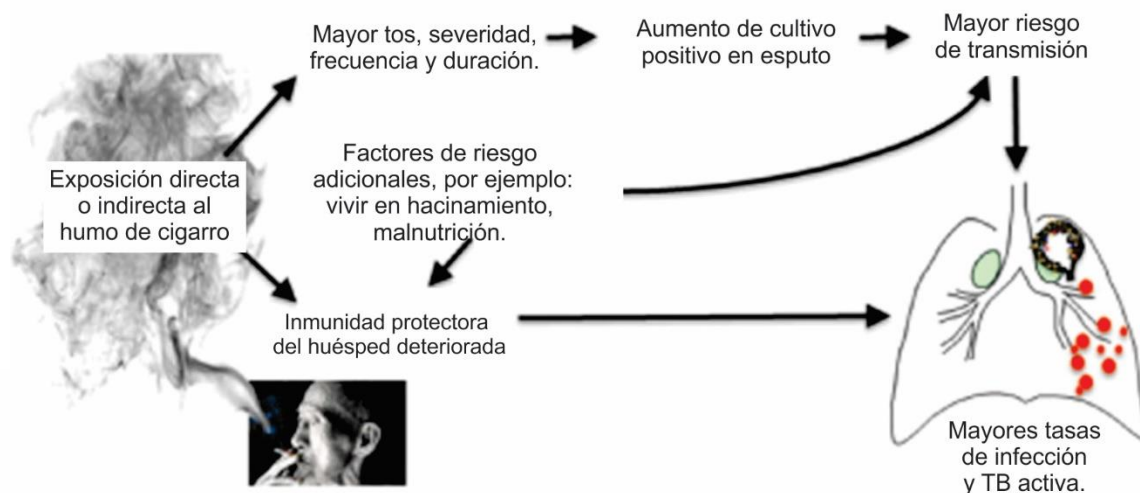 Mayor tos, severidad,
frecuencia y duración.
Aumento de cultivo
positivo en esputo
Mayor riesgo
de transmisión
Exposición directa
o indirecta al
humo de cigarro
Factores de riesgo
adicionales, por ejemplo:
vivir en hacinamiento,
malnutrición.
Inmunidad protectora
del huésped deteriorada
Mayores tasas
de infección
y TB activa.